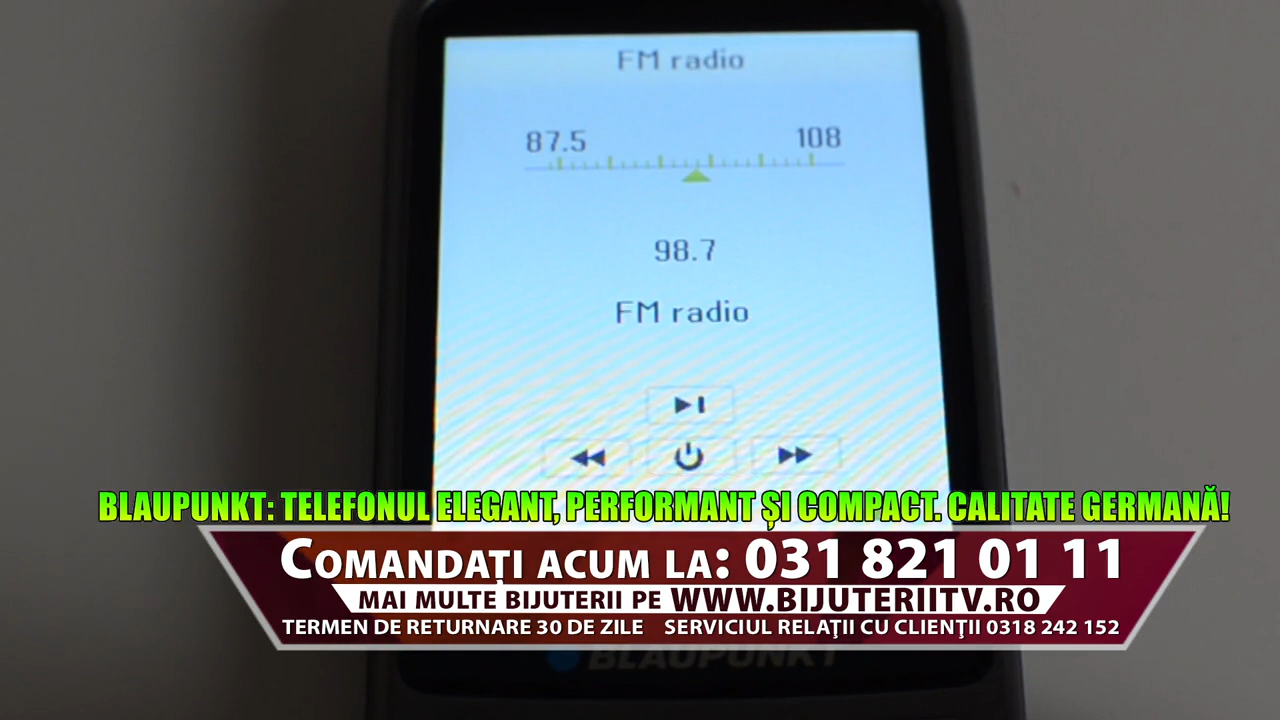 FM radio
87.5 108
98.7
FM radio
BLAUPUNKT: TELEFONUL ELEGANT, PERFORMANT ȘI COMPACT. CALITATE GERMANĂ!
COMANDAȚI ACUM LA: 031 821 01 11
MAI MULTE BIJUTERII PE WWW.BIJUTERIITV.RO
TERMEN DE RETURNARE 30 DE ZILE SERVICIUL RELAŢII CU CLIENŢII 0318 242 152
BLAUPUNKT